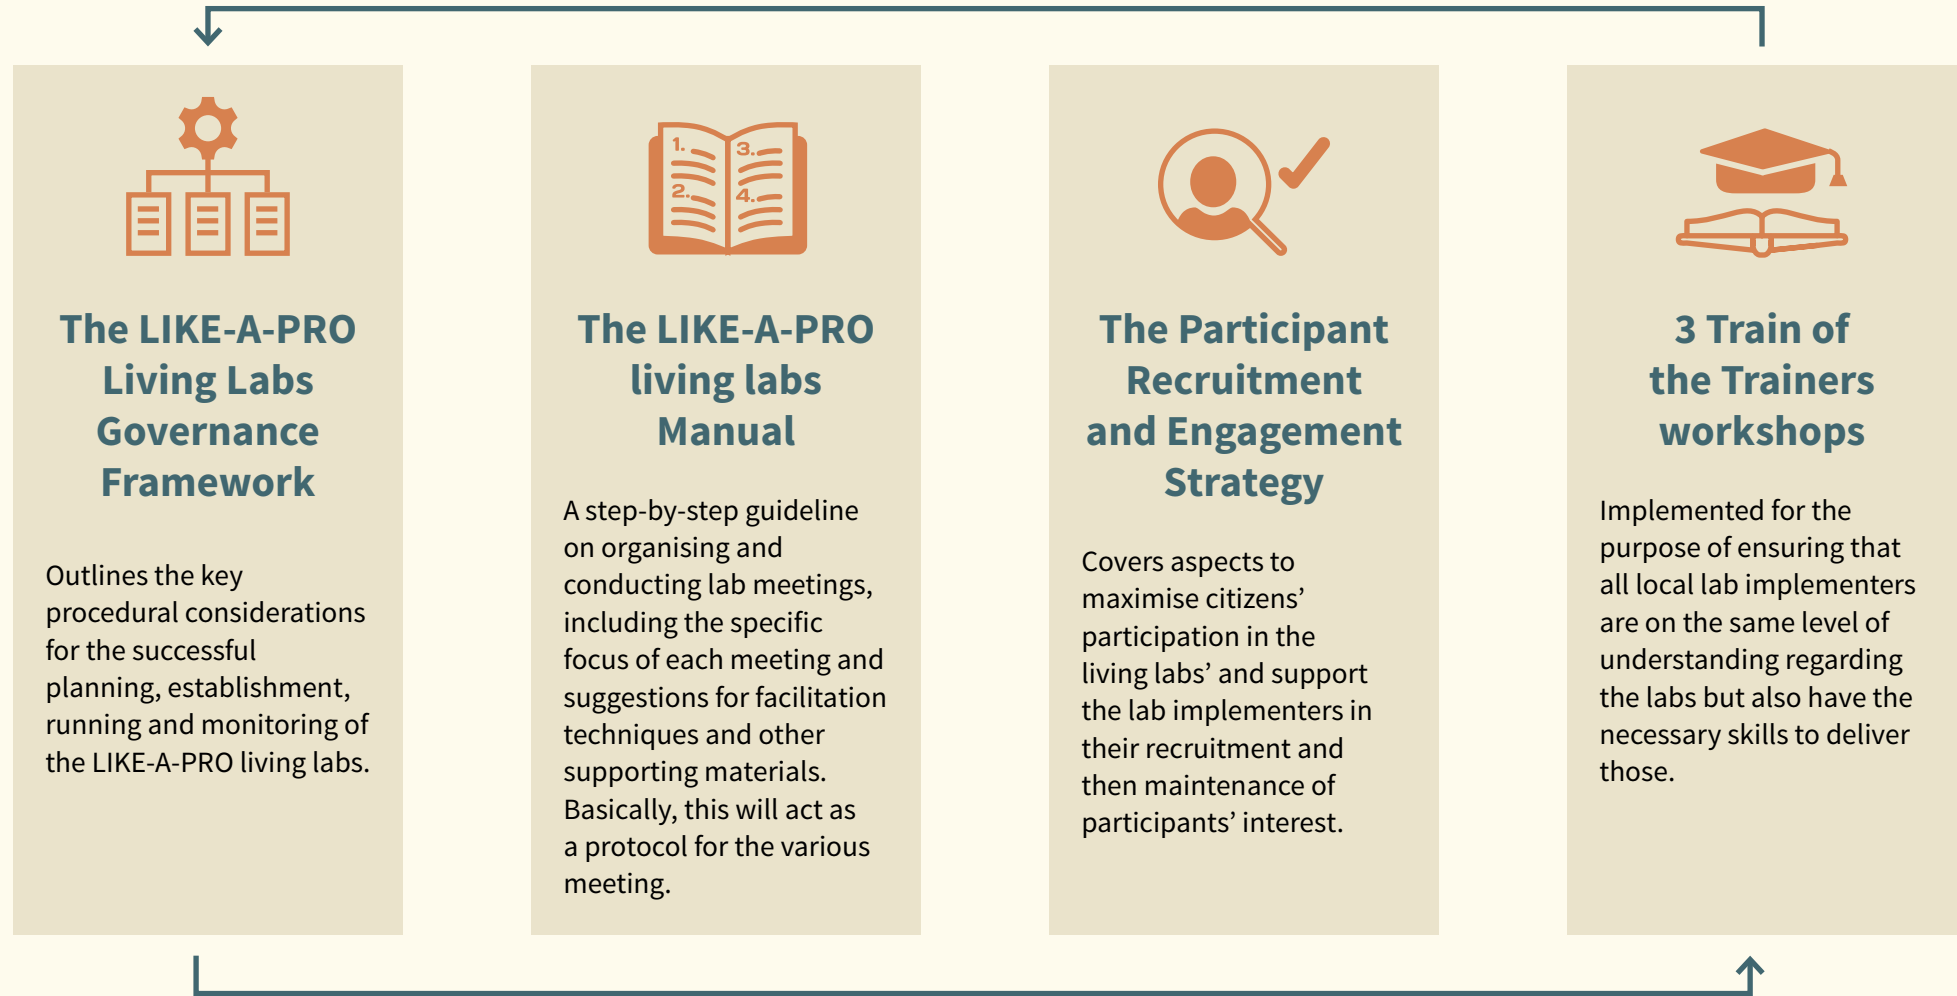 The LIKE-A-PRO
Living Labs
Governance
Framework
Outlines the key
procedural considerations
for the successful
planning, establishment,
running and monitoring of
the LIKE-A-PRO living labs.
1.
2.
3.
4.
The LIKE-A-PRO
living labs
Manual
A step-by-step guideline
on organising and
conducting lab meetings,
including the specific
focus of each meeting and
suggestions for facilitation
techniques and other
supporting materials.
Basically, this will act as
a protocol for the various
meeting.
The Participant
Recruitment
and Engagement
Strategy
Covers aspects to
maximise citizens’
participation in the
living labs’ and support
the lab implementers in
their recruitment and
then maintenance of
participants’ interest.
3 Train of
the Trainers
workshops
Implemented for the
purpose of ensuring that
all local lab implementers
are on the same level of
understanding regarding
the labs but also have the
necessary skills to deliver
those.